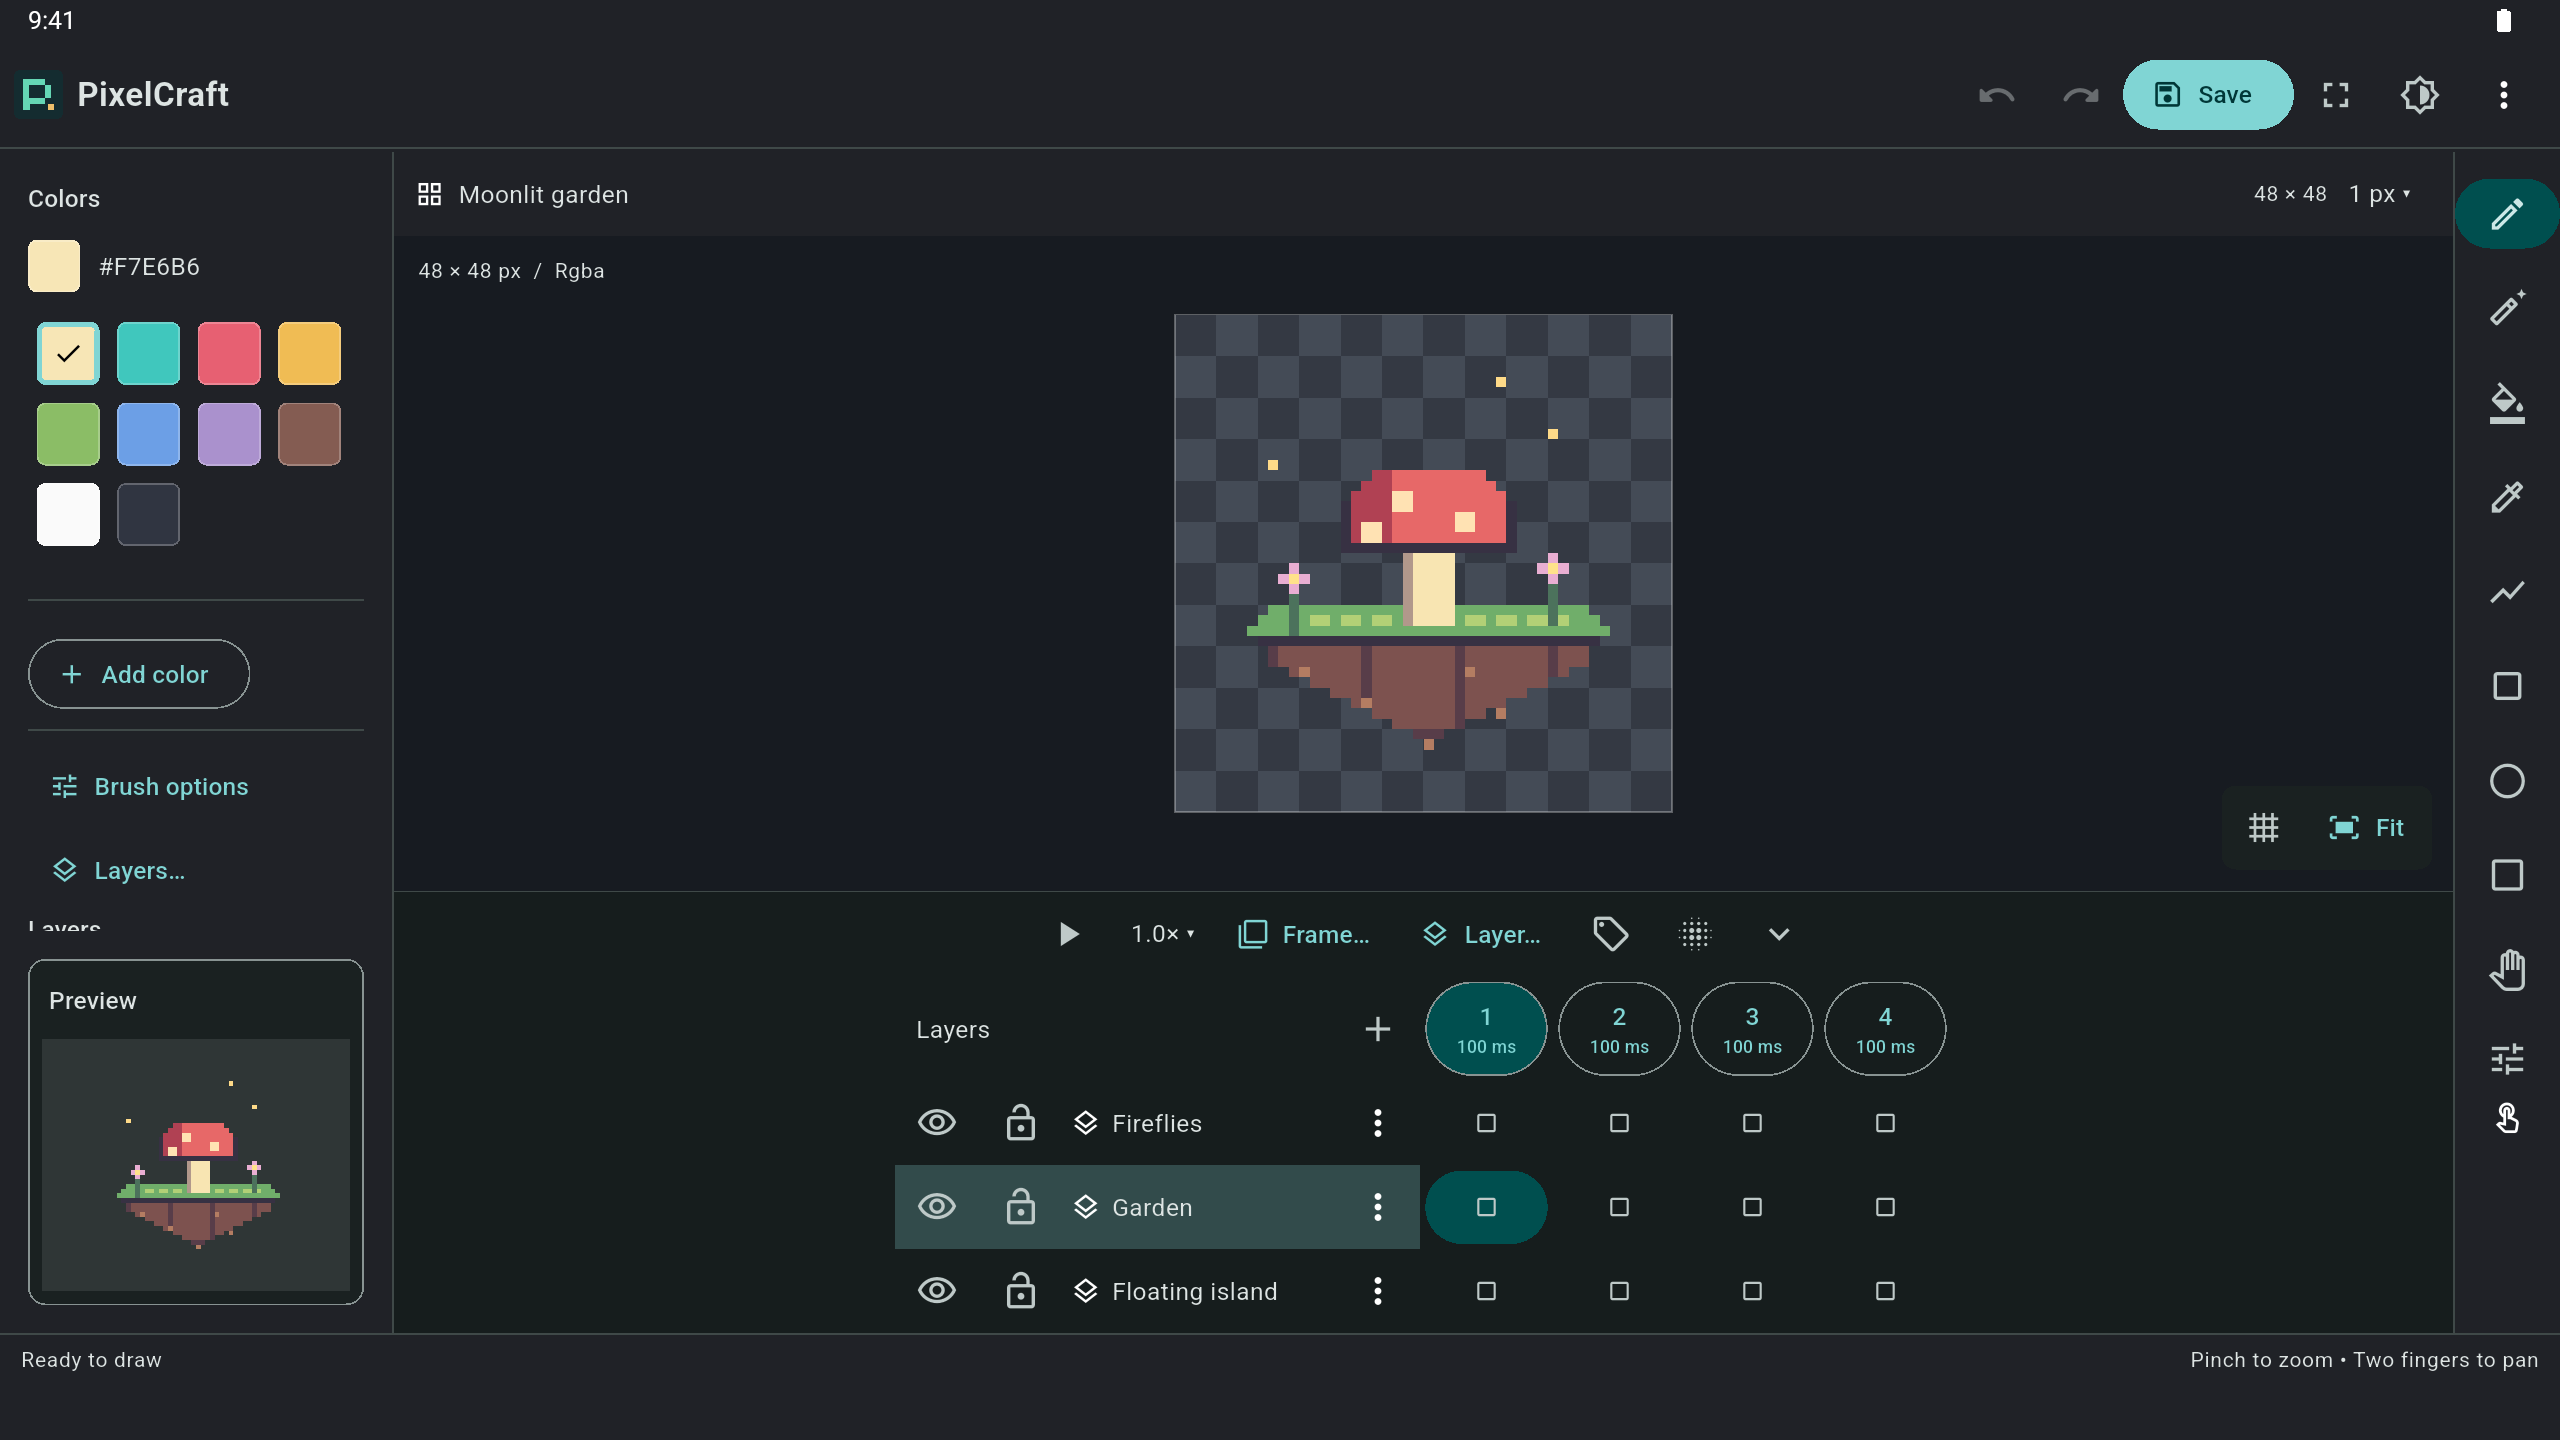 9:41
PixelCraft
Save
Colors
#F7E6B6
Add color
Brush options
Layers…
Layers
Preview
Moonlit garden
48 × 48
1 px
48 × 48 px / Rgba
Fit
1.0×
Frame…
Layer…
Layers
1
100 ms
2
100 ms
3
100 ms
4
100 ms
Fireflies
Garden
Floating island
Ready to draw
Pinch to zoom • Two fingers to pan